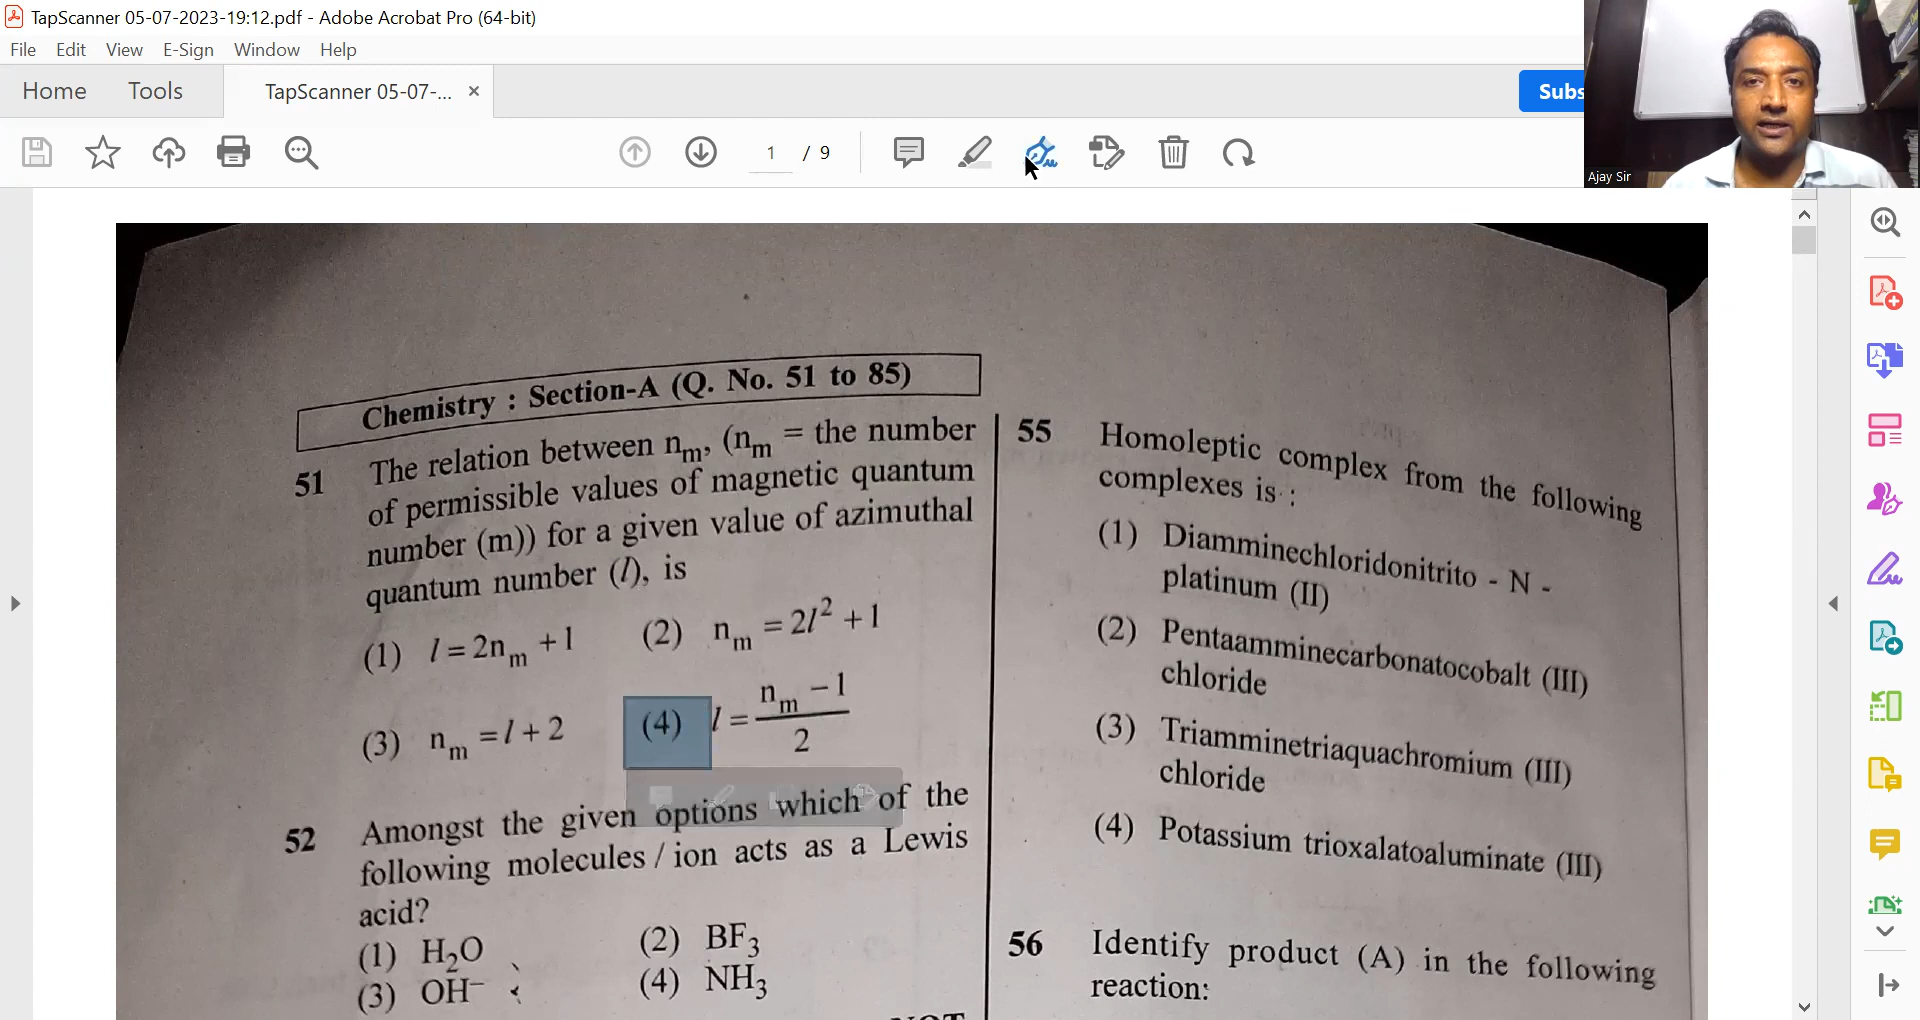 TapScanner 05-07-2023-19:12.pdf - Adobe Acrobat Pro (64-bit)
File Edit View E-Sign Window Help
Home Tools TapScanner 05-07-... ×
Subs
1 / 9
Ajay Sir
Chemistry : Section-A (Q. No. 51 to 85)
51 The relation between nₘ, (nₘ = the number
of permissible values of magnetic quantum
number (m)) for a given value of azimuthal
quantum number (l), is
(1) l = 2nₘ + 1 (2) nₘ = 2l² + 1
(3) nₘ = l + 2 (4) l = (nₘ − 1)/2
52 Amongst the given options which of the
following molecules / ion acts as a Lewis
acid?
(1) H₂O (2) BF₃
(3) OH⁻ (4) NH₃
55 Homoleptic complex from the following
complexes is :
(1) Diamminechloridonitrito - N -
platinum (II)
(2) Pentaamminecarbonatocobalt (III)
chloride
(3) Triamminetriaquachromium (III)
chloride
(4) Potassium trioxalatoaluminate (III)
56 Identify product (A) in the following
reaction: